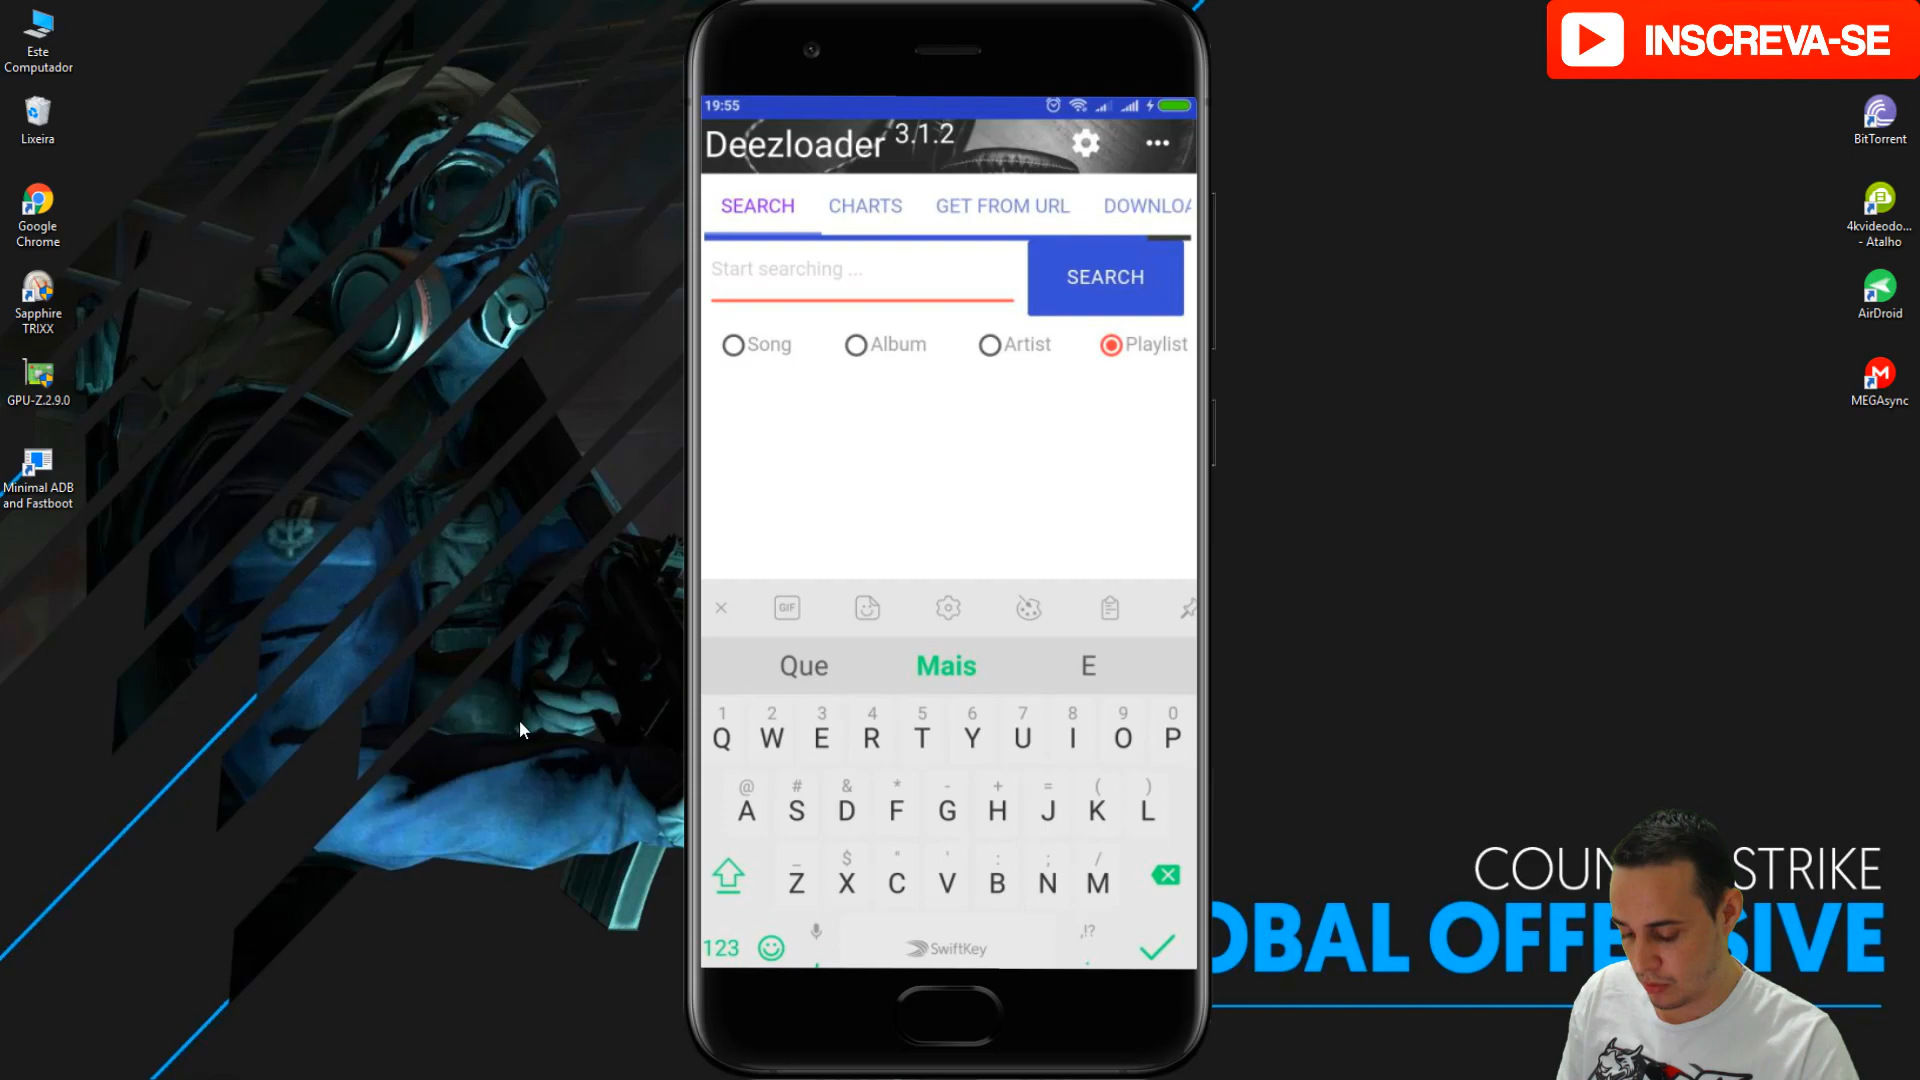 Este
Computador
Lixeira
Google
Chrome
Sapphire
TRIXX
GPU-Z.2.9.0
Minimal ADB
and Fastboot
19:55
Deezloader 3.1.2
SEARCH CHARTS GET FROM URL DOWNLOA
Start searching ...
SEARCH
Song Album Artist Playlist
GIF
Que Mais E
1 2 3 4 5 6 7 8 9 0
Q W E R T Y U I O P
@ # & * - + = ( )
A S D F G H J K L
_ $ " ' : ; /
Z X C V B N M
,!?
123 , SwiftKey .
INSCREVA-SE
BitTorrent
4kvideodo...
- Atalho
AirDroid
MEGAsync
COUN STRIKE
OBAL OFFE SIVE